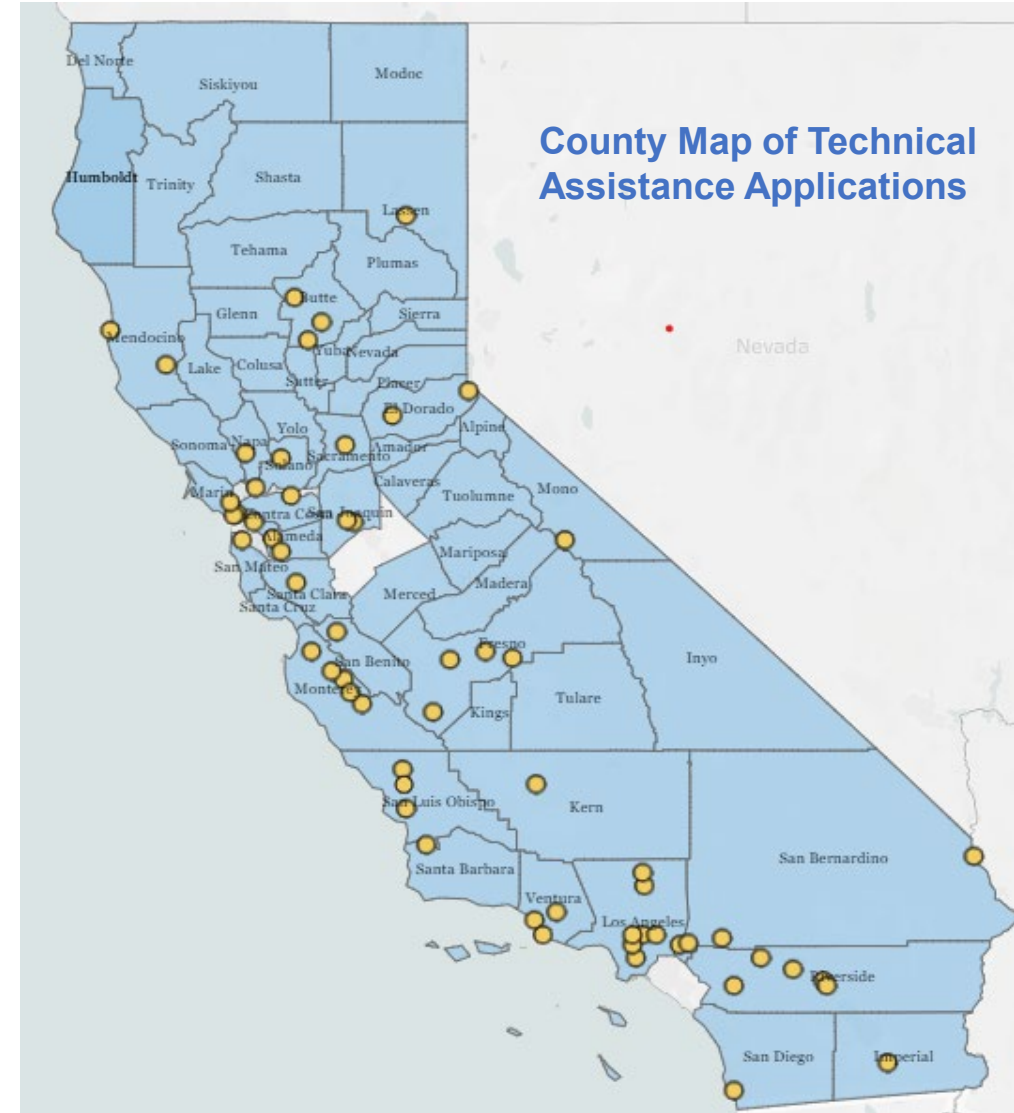 County Map of Technical
Assistance Applications
Del Norte
Siskiyou
Modoc
Humboldt
Trinity
Shasta
Lassen
Tehama
Plumas
Butte
Glenn
Sierra
Mendocino
Lake
Colusa
Yuba
Nevada
Sutter
Placer
Nevada
El Dorado
Yolo
Alpine
Sonoma
Napa
Sacramento
Amador
Solano
Calaveras
Marin
Tuolumne
Mono
Contra Costa
San Joaquin
Alameda
Mariposa
San Mateo
Madera
Santa Clara
Merced
Santa Cruz
Fresno
San Benito
Inyo
Monterey
Kings
Tulare
San Luis Obispo
Kern
San Bernardino
Santa Barbara
Ventura
Los Angeles
Riverside
San Diego
Imperial